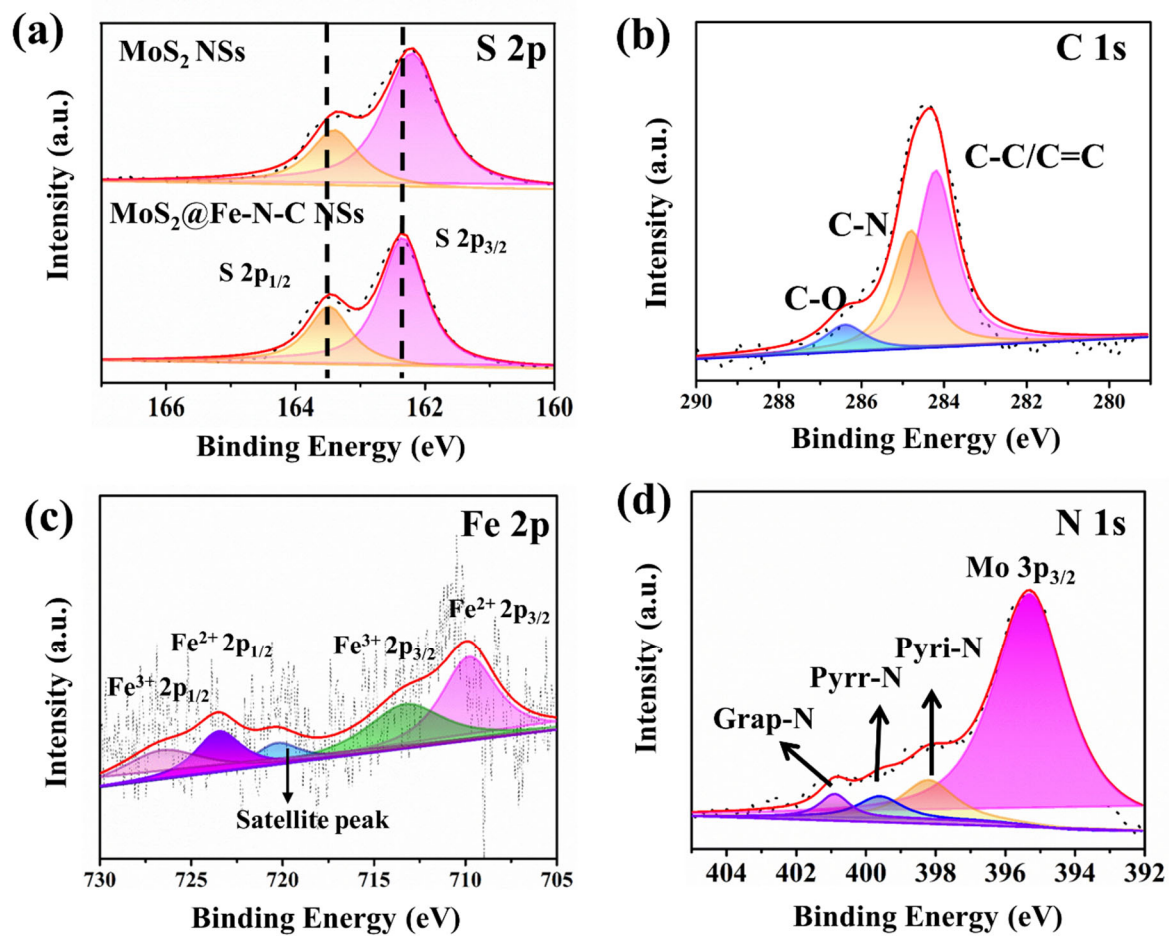 (a)
MoS₂ NSs
S 2p
MoS₂@Fe-N-C NSs
S 2p₃/₂
S 2p₁/₂
Intensity (a.u.)
166 164 162 160
Binding Energy (eV)
(b)
C 1s
C-C/C=C
C-N
C-O
Intensity (a.u.)
290 288 286 284 282 280
Binding Energy (eV)
(c)
Fe 2p
Fe²⁺ 2p₃/₂
Fe³⁺ 2p₃/₂
Fe²⁺ 2p₁/₂
Fe³⁺ 2p₁/₂
Satellite peak
Intensity (a.u.)
730 725 720 715 710 705
Binding Energy (eV)
(d)
N 1s
Mo 3p₃/₂
Pyri-N
Pyrr-N
Grap-N
Intensity (a.u.)
404 402 400 398 396 394 392
Binding Energy (eV)